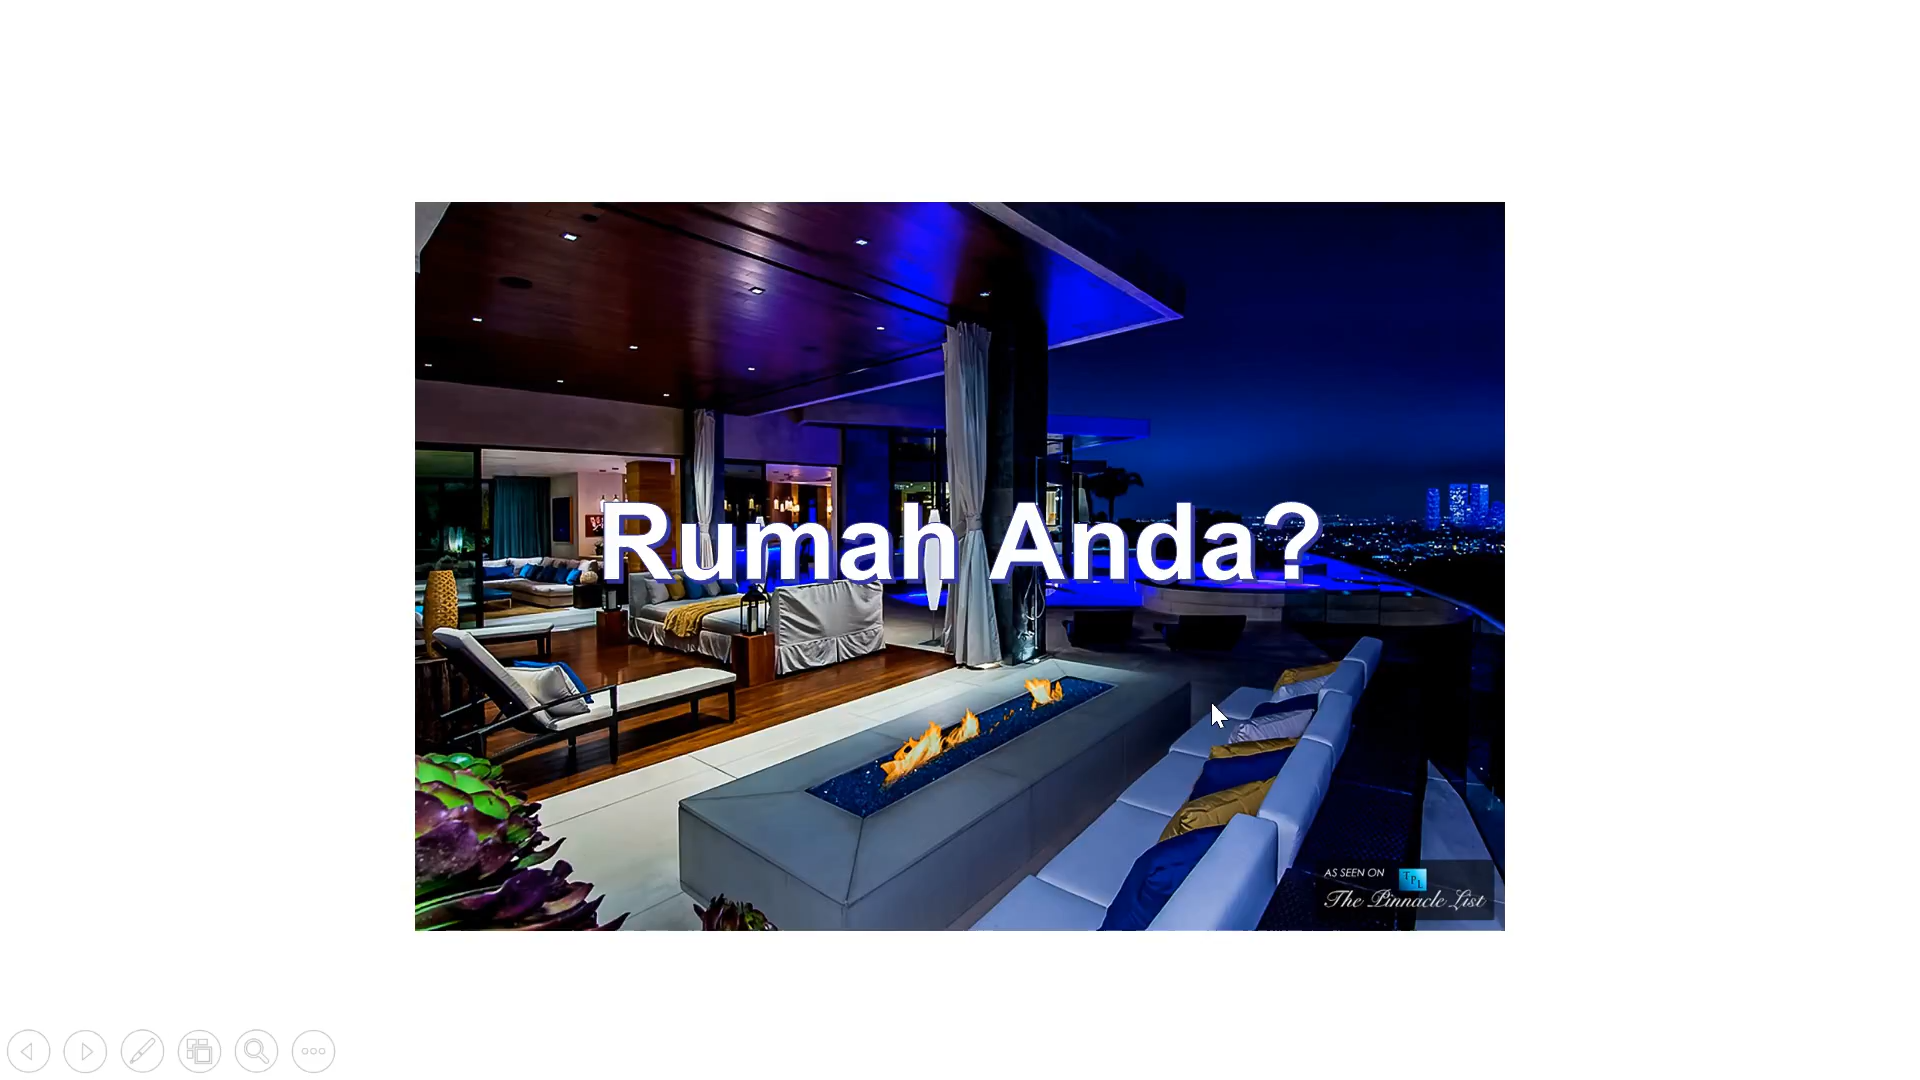 Rumah Anda?
AS SEEN ON
TPL
The Pinnacle List